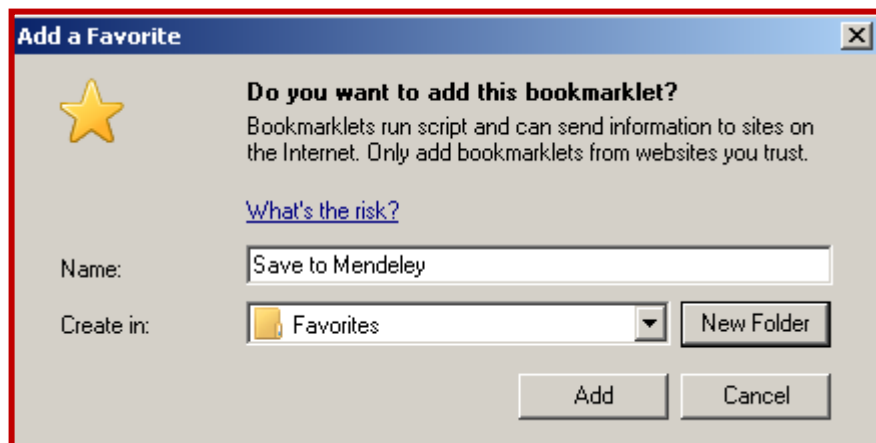 Add a Favorite
Do you want to add this bookmarklet?
Bookmarklets run script and can send information to sites on
the Internet. Only add bookmarklets from websites you trust.
What's the risk?
Name:
Save to Mendeley
Create in:
Favorites
New Folder
Add
Cancel